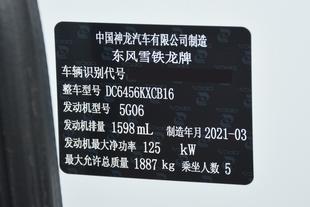 中国神龙汽车有限公司制造
东风雪铁龙牌
车辆识别代号
整车型号 DC6456KXCB16
发动机型号 5G06
发动机排量 1598 mL 制造年月 2021-03
发动机最大净功率 125 kW
最大允许总质量 1887 kg 乘坐人数 5